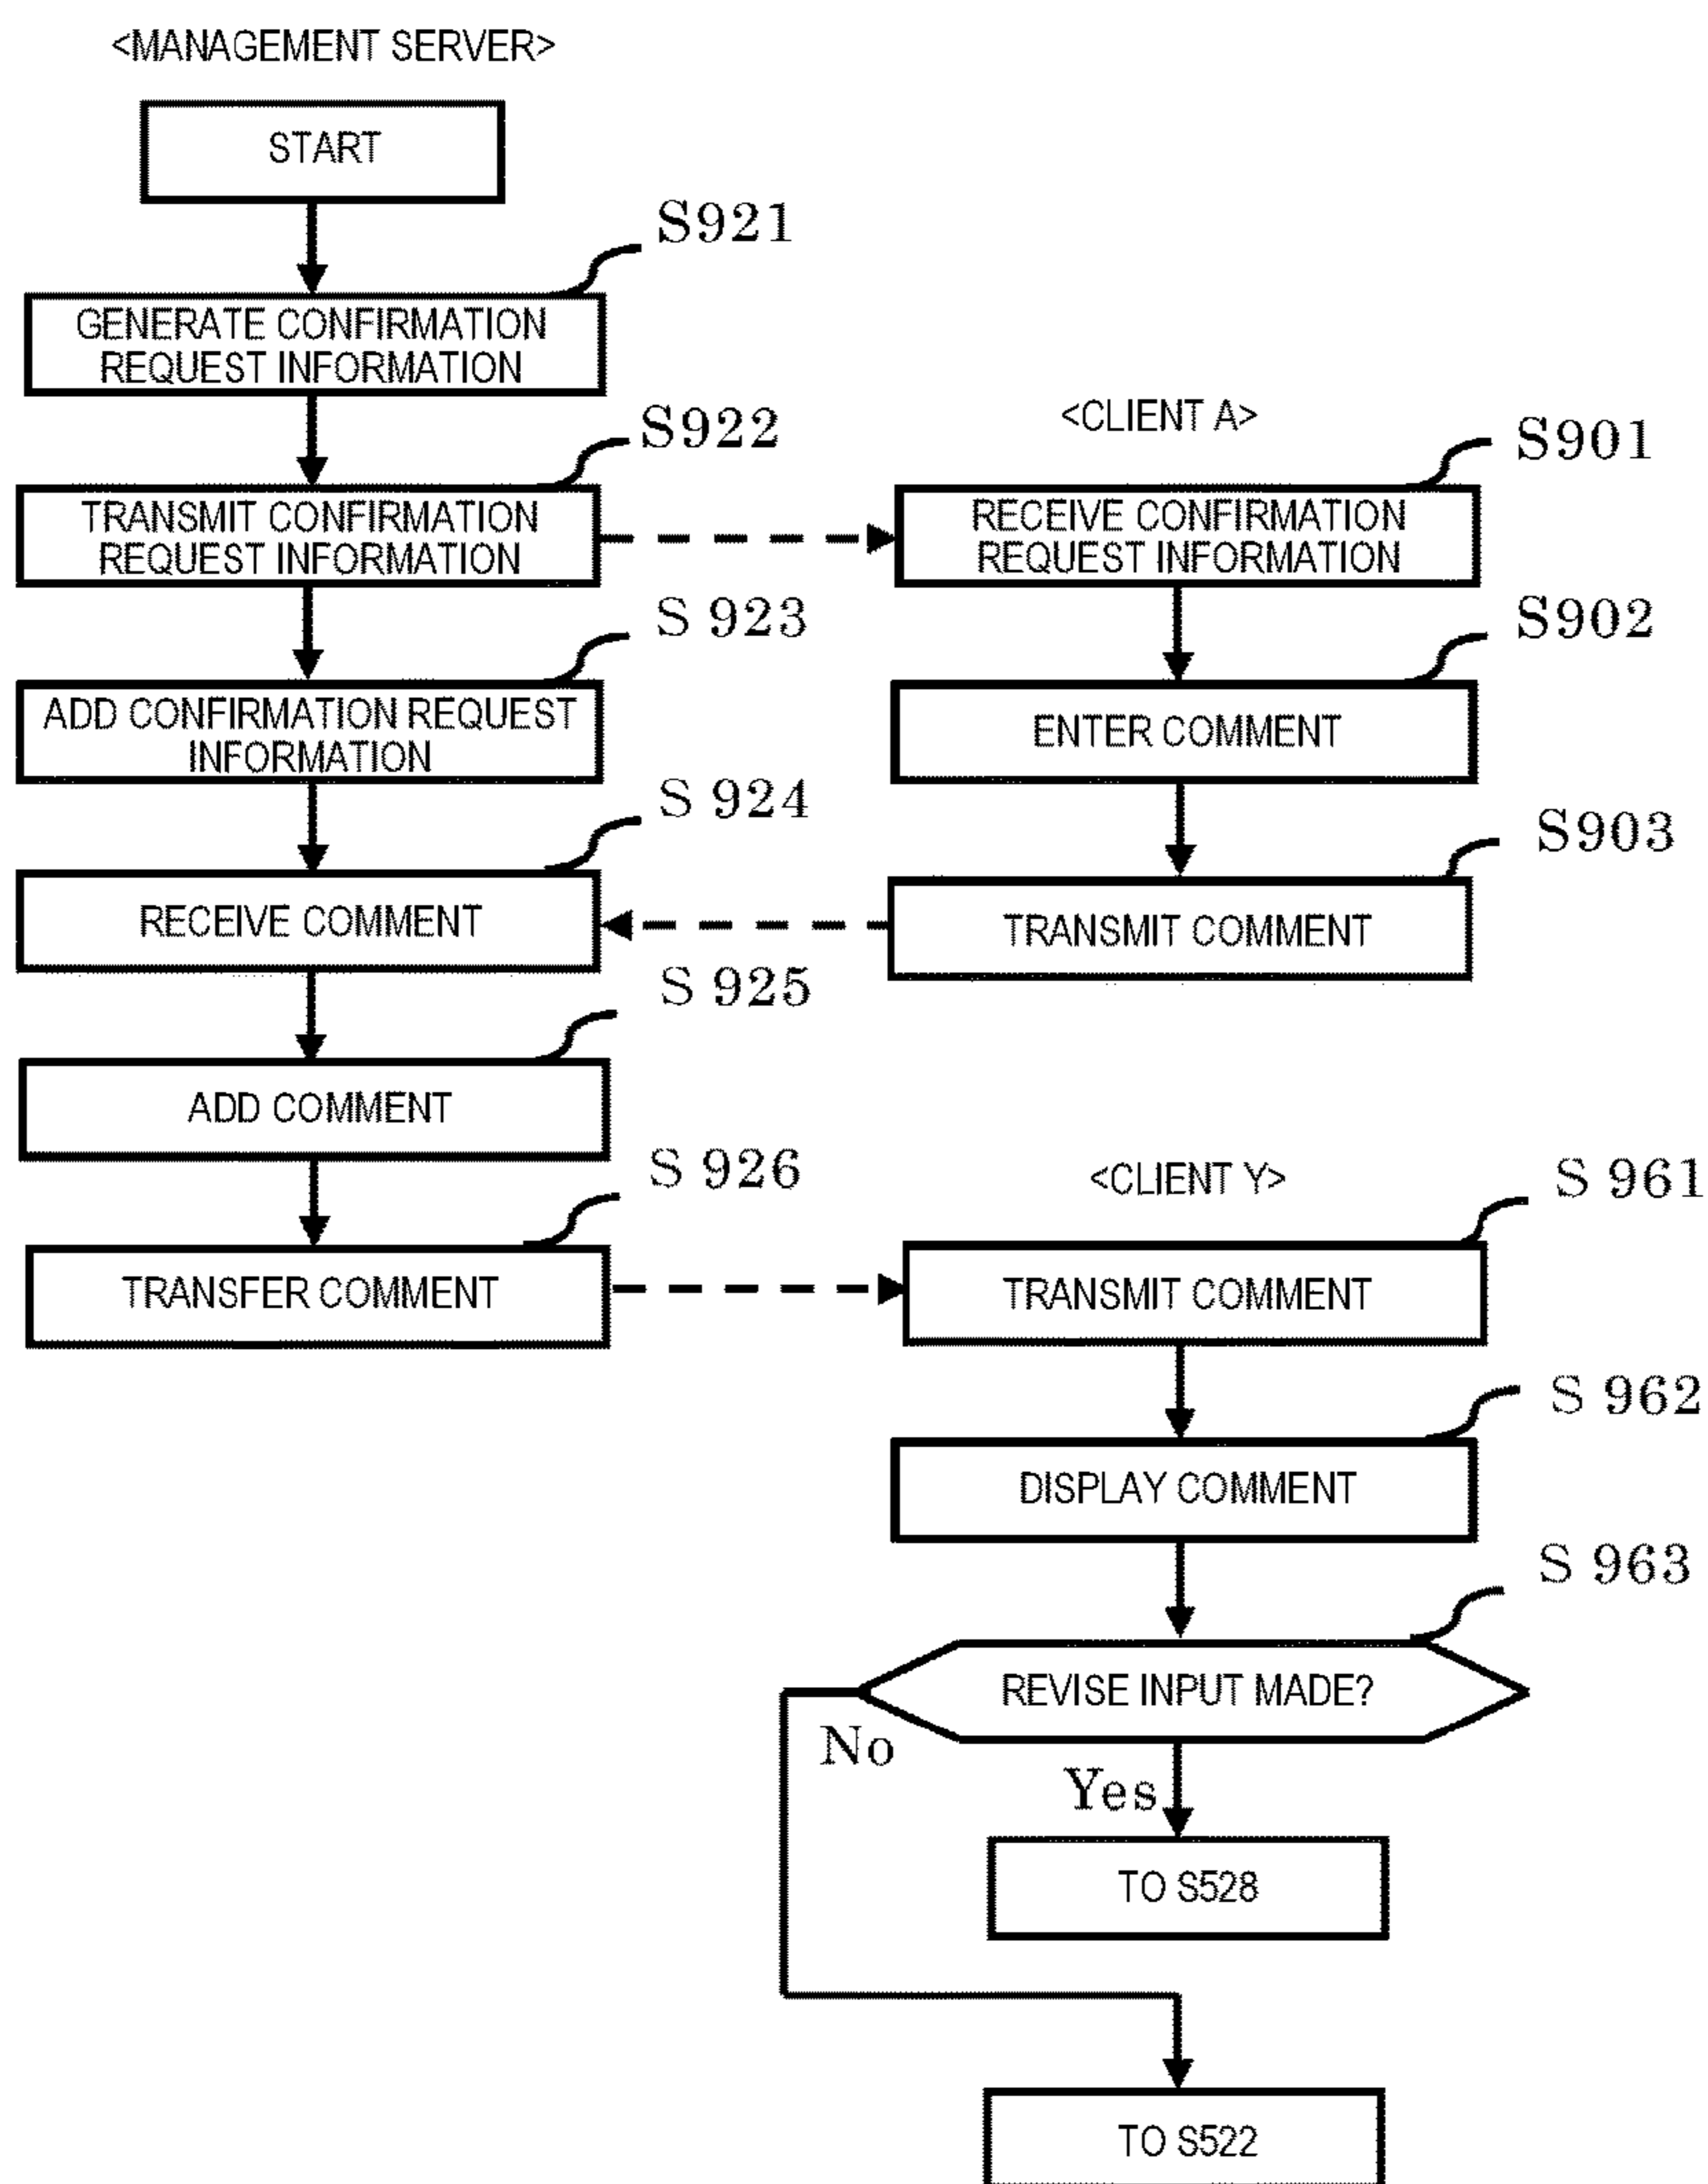 <MANAGEMENT SERVER>
START
S921
GENERATE CONFIRMATION
REQUEST INFORMATION
S922
TRANSMIT CONFIRMATION
REQUEST INFORMATION
S 923
ADD CONFIRMATION REQUEST
INFORMATION
S 924
RECEIVE COMMENT
S 925
ADD COMMENT
S 926
TRANSFER COMMENT
<CLIENT A>
S901
RECEIVE CONFIRMATION
REQUEST INFORMATION
S902
ENTER COMMENT
S903
TRANSMIT COMMENT
<CLIENT Y>
S 961
TRANSMIT COMMENT
S 962
DISPLAY COMMENT
S 963
REVISE INPUT MADE?
No
Yes
TO S528
TO S522